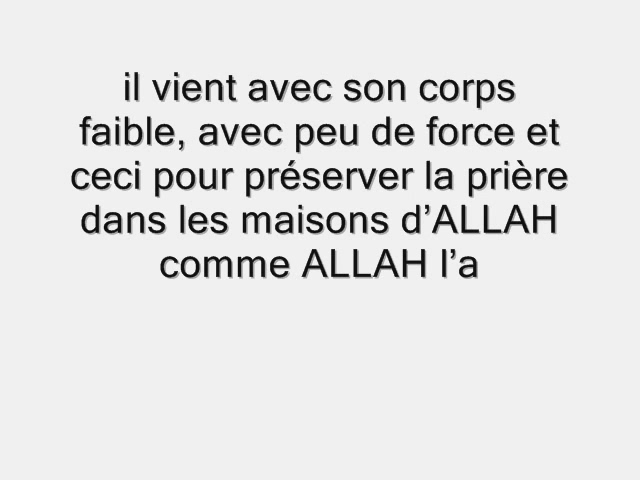 il vient avec son corps
faible, avec peu de force et
ceci pour préserver la prière
dans les maisons d’ALLAH
comme ALLAH l’a